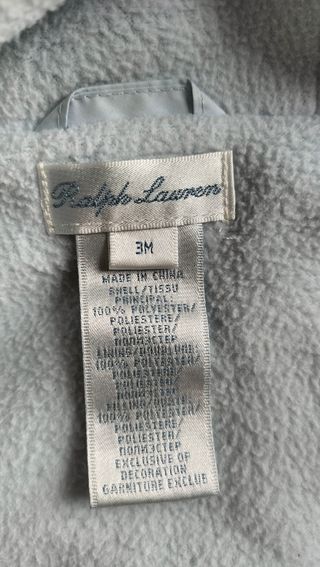 Ralph Lauren
3M
MADE IN CHINA
SHELL/TISSU
PRINCIPAL:
100% POLYESTER/
POLIESTERE/
POLIESTER/
ПОЛИЭСТЕР
LINING/DOUBLURE:
100% POLYESTER/
POLIESTERE/
POLIESTER/
ПОЛИЭСТЕР
100% POLYESTER/
POLIESTERE/
POLIESTER/
ПОЛИЭСТЕР
EXCLUSIVE OF
DECORATION
GARNITURE EXCLUE